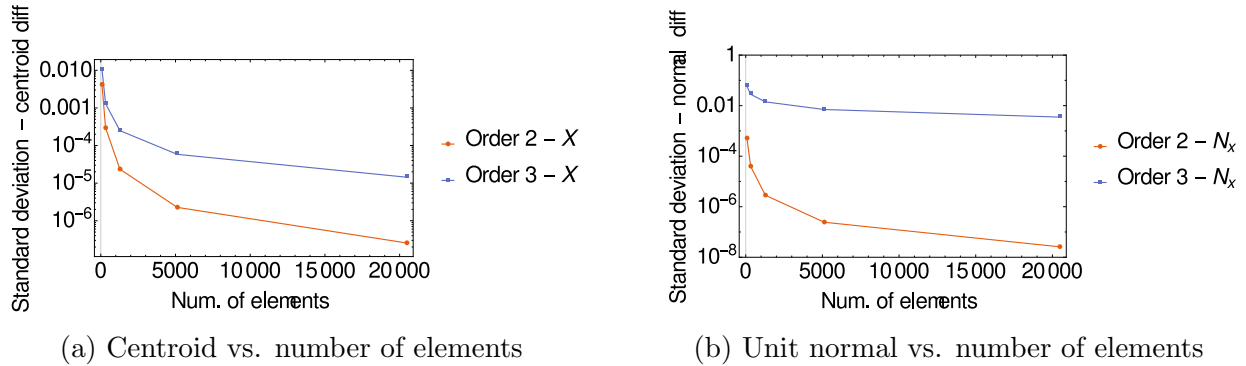 Standard deviation – centroid diff
0.010
0.001
10⁻⁴
10⁻⁵
10⁻⁶
0 5000 10 000 15 000 20 000
Num. of elements
Order 2 – X
Order 3 – X
(a) Centroid vs. number of elements
Standard deviation – normal diff
1
0.01
10⁻⁴
10⁻⁶
10⁻⁸
0 5000 10 000 15 000 20 000
Num. of elements
Order 2 – Nₓ
Order 3 – Nₓ
(b) Unit normal vs. number of elements